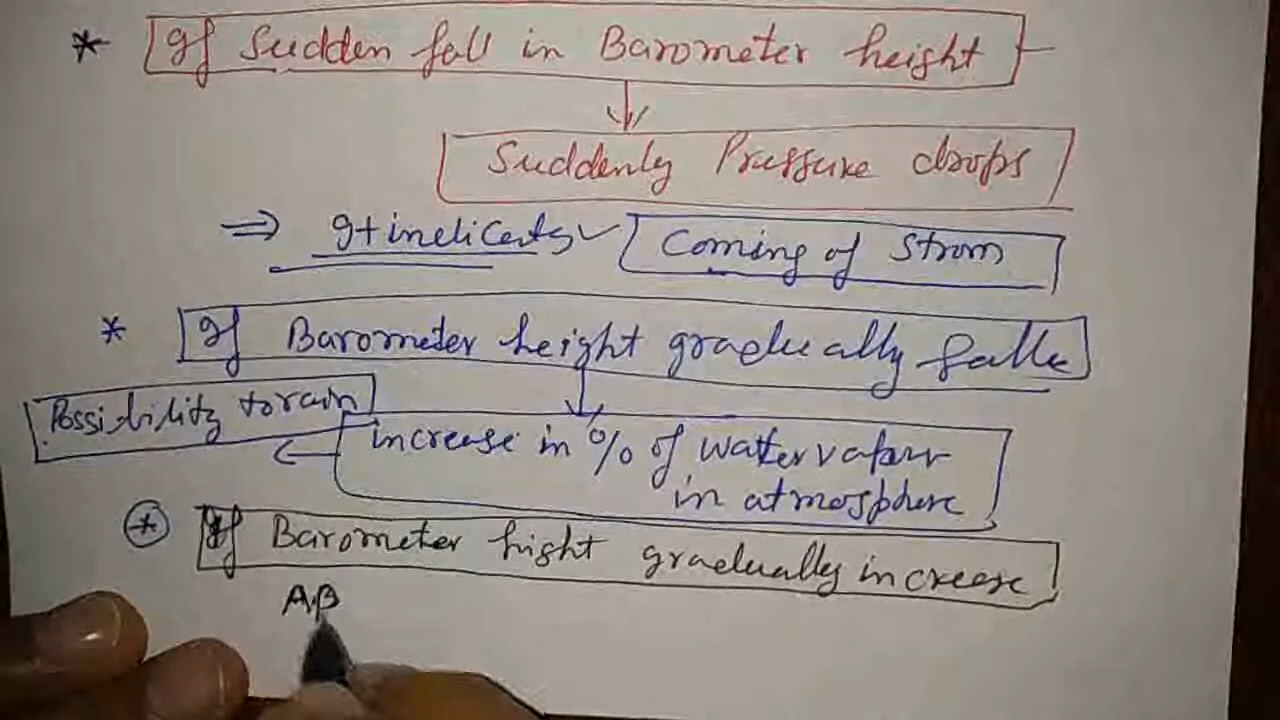 * If Sudden fall in Barometer height
Suddenly Pressure drops
⇒ It indicates Coming of Strom
* If Barometer height gradually falls
Possibility to rain
increase in % of water vapour
in atmosphere
* If Barometer hight gradually increase
AB